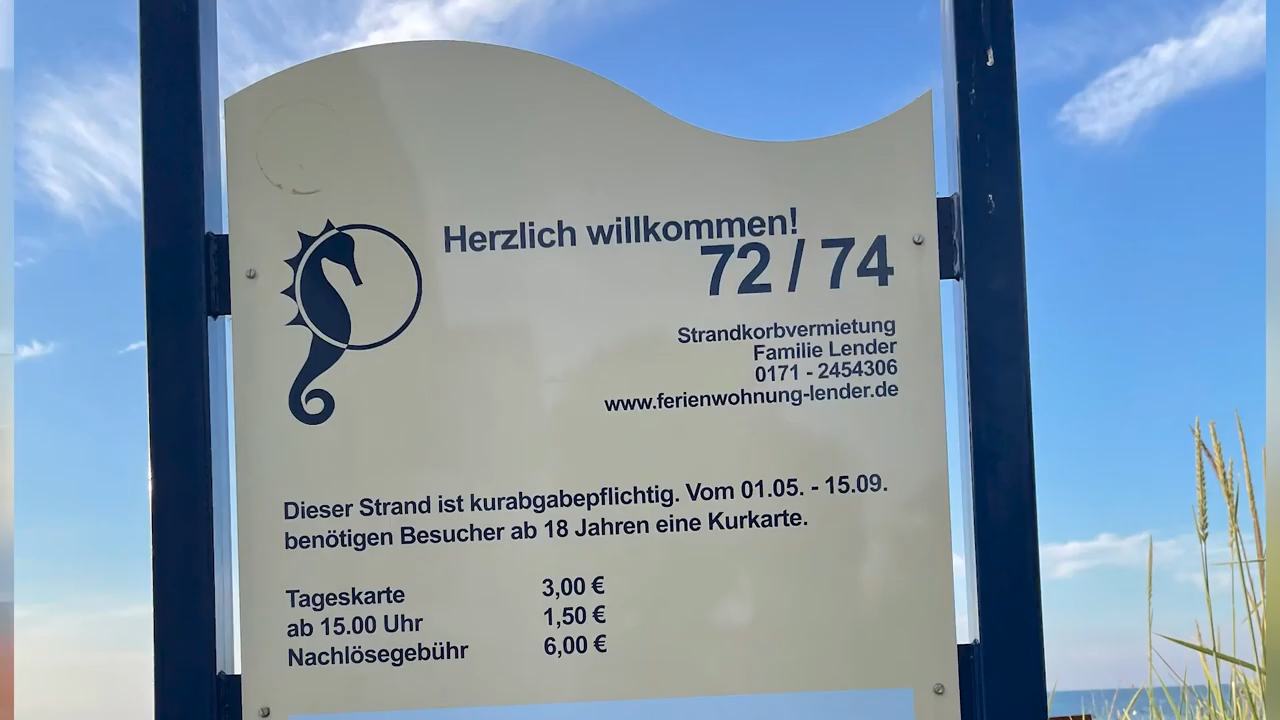 Herzlich willkommen!
72 / 74
Strandkorbvermietung
Familie Lender
0171 - 2454306
www.ferienwohnung-lender.de
Dieser Strand ist kurabgabepflichtig. Vom 01.05. - 15.09.
benötigen Besucher ab 18 Jahren eine Kurkarte.
Tageskarte 3,00 €
ab 15.00 Uhr 1,50 €
Nachlösegebühr 6,00 €